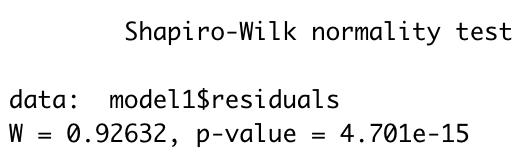 Shapiro-Wilk normality test
data: model1$residuals
W = 0.92632, p-value = 4.701e-15